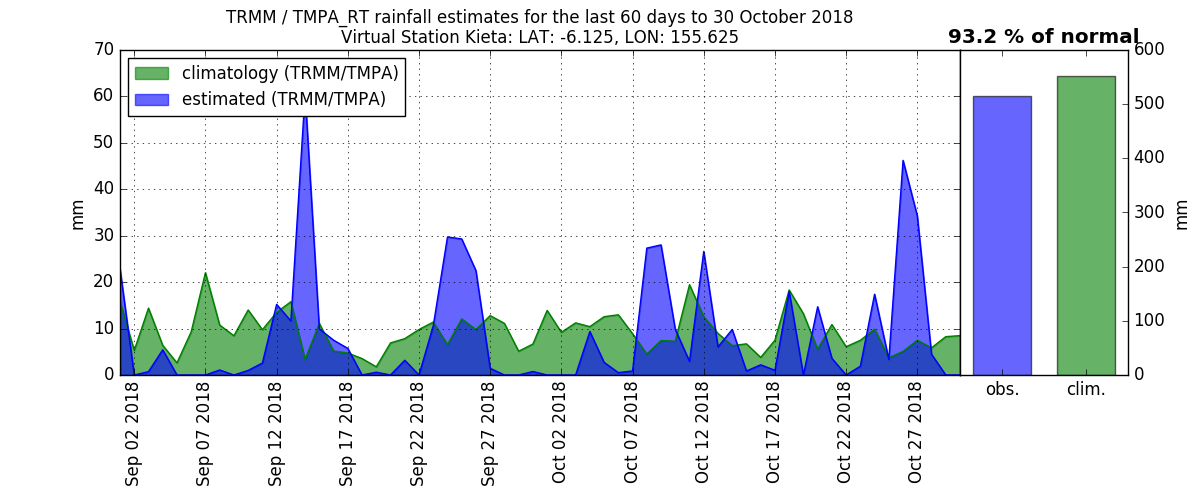 TRMM / TMPA_RT rainfall estimates for the last 60 days to 30 October 2018
Virtual Station Kieta: LAT: -6.125, LON: 155.625
93.2 % of normal
climatology (TRMM/TMPA)
estimated (TRMM/TMPA)
70
60
50
40
30
20
10
0
mm
Sep 02 2018
Sep 07 2018
Sep 12 2018
Sep 17 2018
Sep 22 2018
Sep 27 2018
Oct 02 2018
Oct 07 2018
Oct 12 2018
Oct 17 2018
Oct 22 2018
Oct 27 2018
600
500
400
300
200
100
0
mm
obs.
clim.